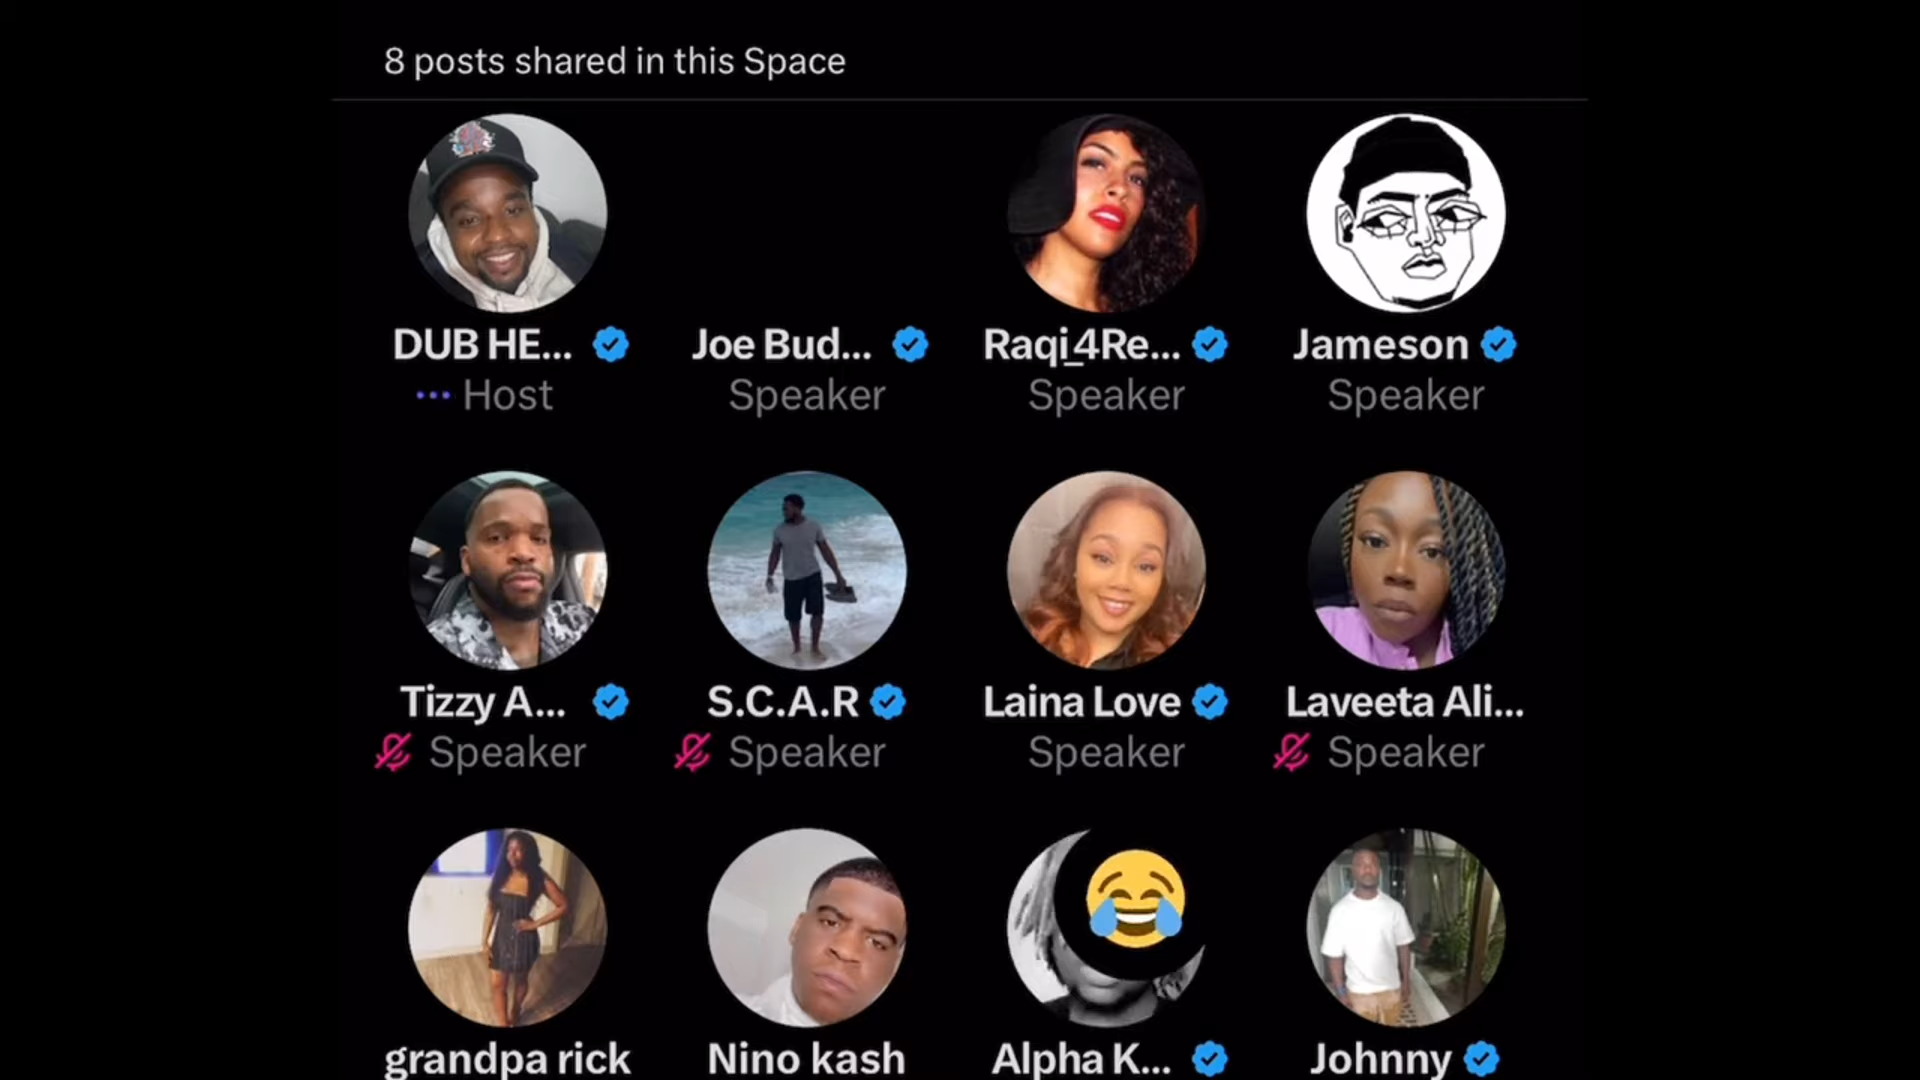 8 posts shared in this Space
DUB HE... Joe Bud... Raqi_4Re... Jameson
Host Speaker Speaker Speaker
Tizzy A... S.C.A.R Laina Love Laveeta Ali...
Speaker Speaker Speaker Speaker
grandpa rick Nino kash Alpha K... Johnny